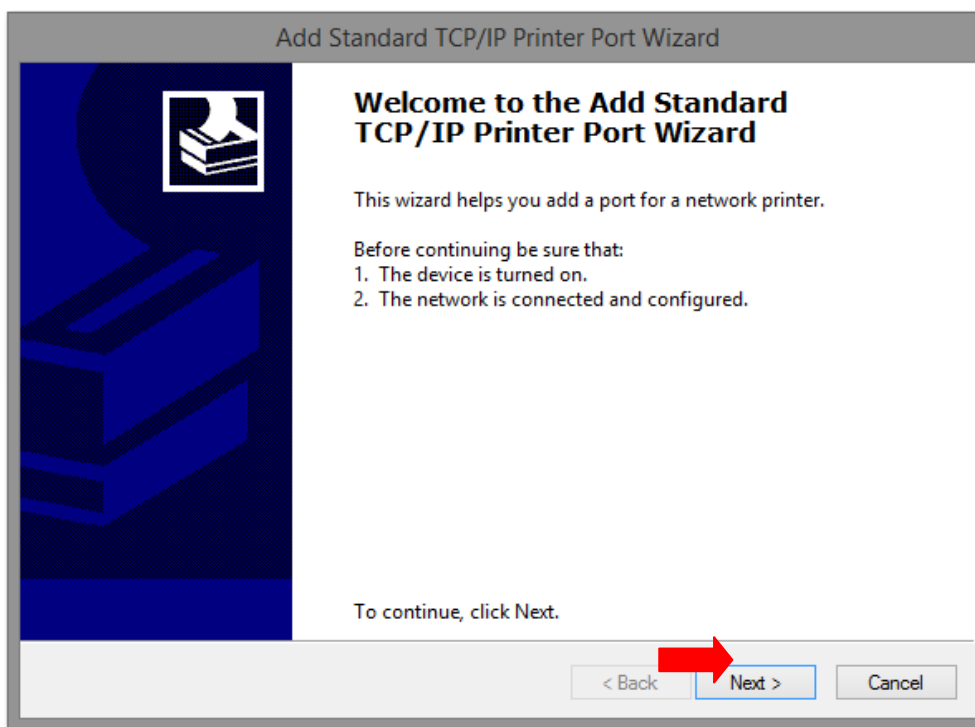 Add Standard TCP/IP Printer Port Wizard
Welcome to the Add Standard
TCP/IP Printer Port Wizard
This wizard helps you add a port for a network printer.
Before continuing be sure that:
1. The device is turned on.
2. The network is connected and configured.
To continue, click Next.
< Back
Next >
Cancel